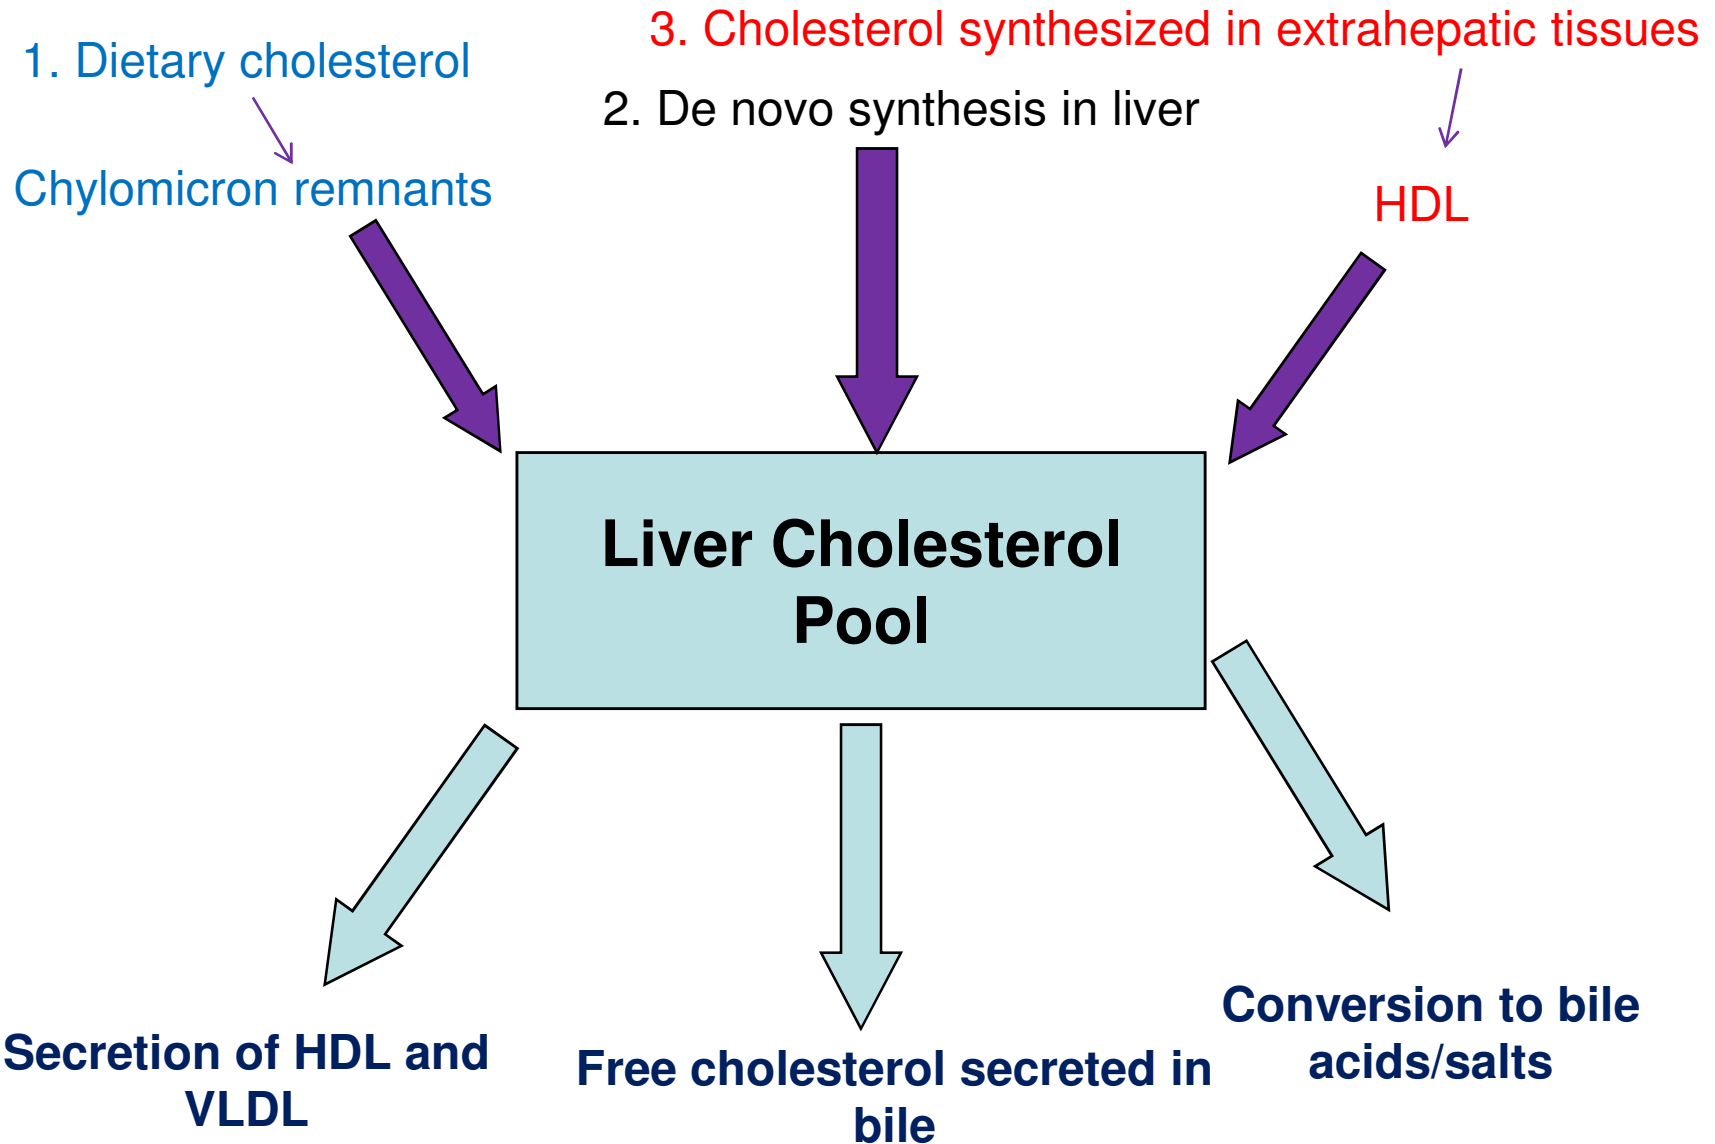 3. Cholesterol synthesized in extrahepatic tissues
1. Dietary cholesterol
2. De novo synthesis in liver
Chylomicron remnants
HDL
Liver Cholesterol
Pool
Secretion of HDL and
VLDL
Free cholesterol secreted in
bile
Conversion to bile
acids/salts